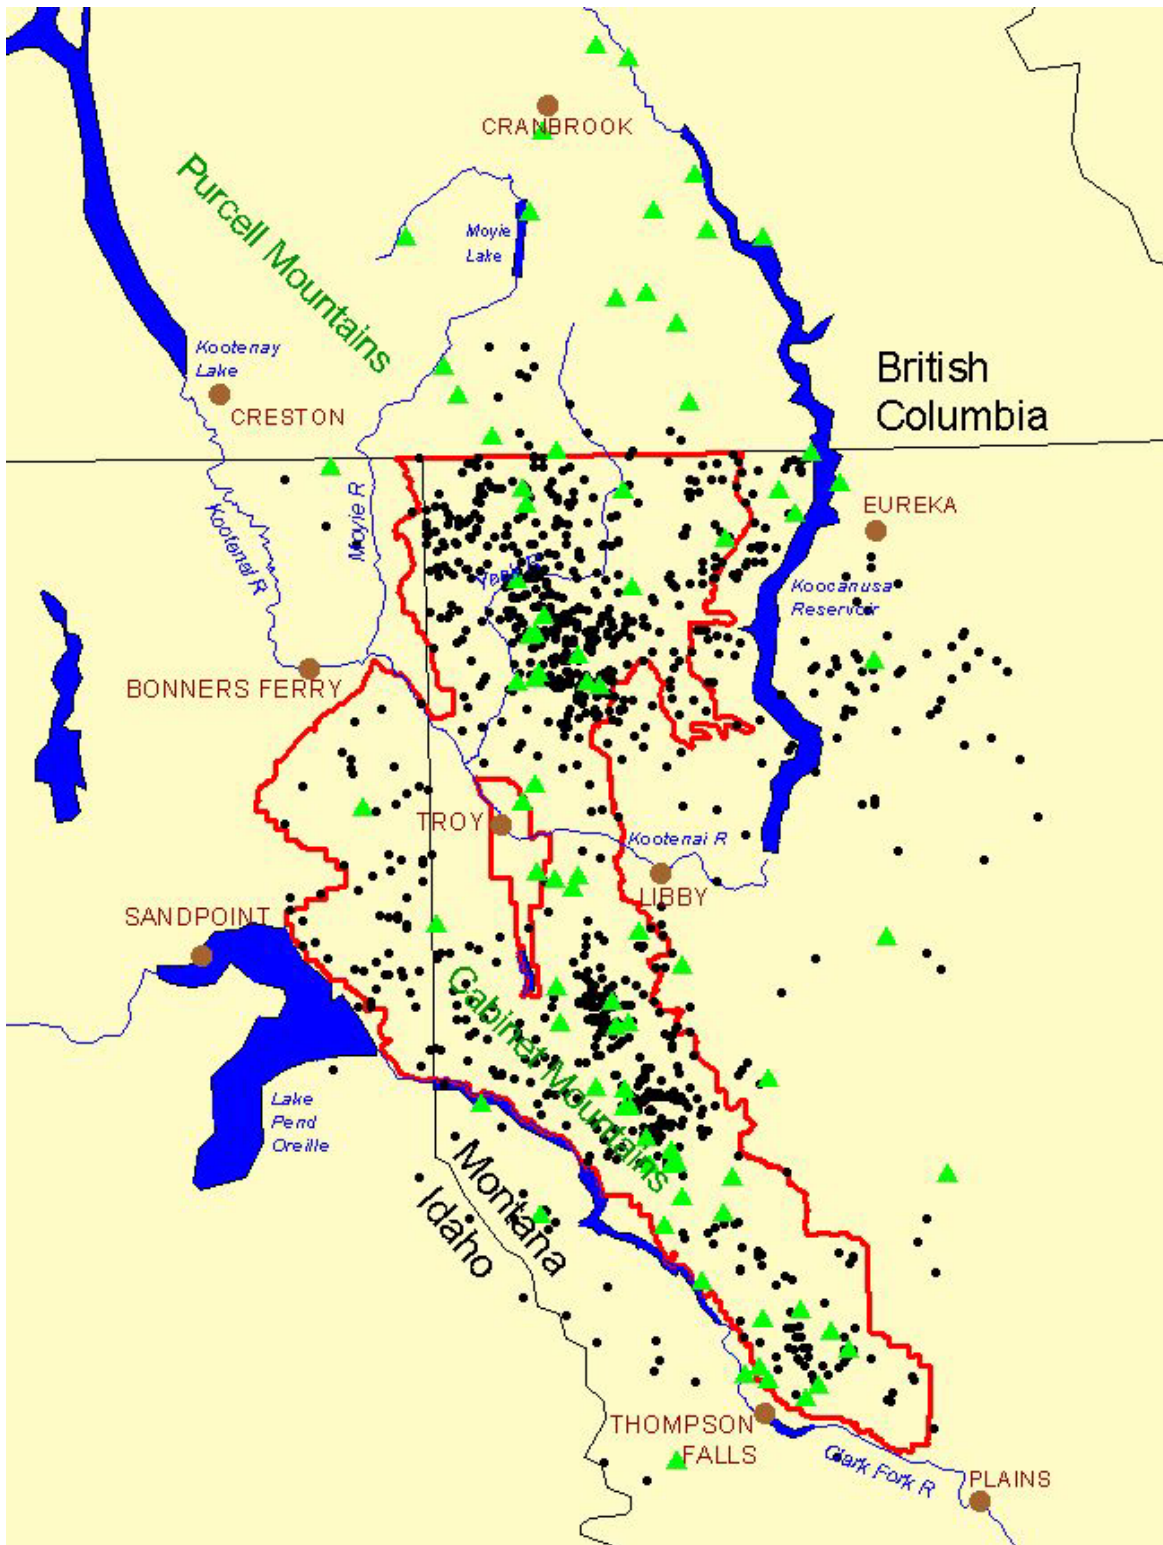 CRANBROOK
Purcell Mountains
Moyie
Lake
Kootenay
Lake
CRESTON
British
Columbia
Moyie R
Kootenai R
EUREKA
Yaak R
Koocanusa
Reservoir
BONNERS FERRY
TROY
Kootenai R
LIBBY
SANDPOINT
Cabinet Mountains
Lake
Pend
Oreille
Montana
Idaho
THOMPSON
FALLS
Clark Fork R
PLAINS